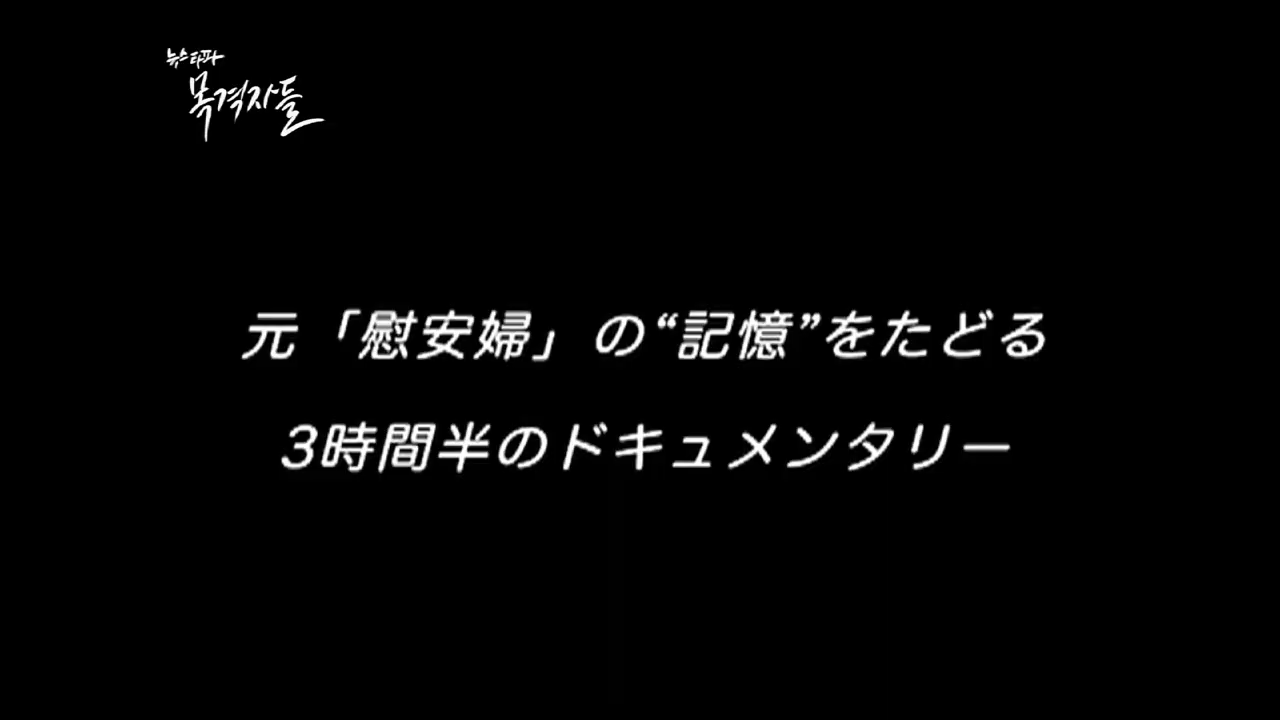 뉴스타파
목격자들
元「慰安婦」の“記憶”をたどる
3時間半のドキュメンタリー